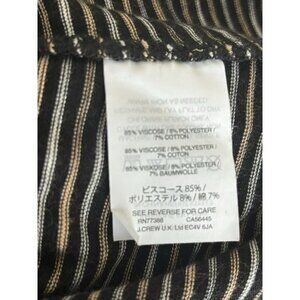 85% VISCOSE / 8% POLYESTER /
7% COTTON
85% VISCOSE / 8% POLYESTER /
7% COTON
85% VISKOSE / 8% POLYESTER /
7% BAUMWOLLE
ビスコース 85% /
ポリエステル 8% / 綿 7%
SEE REVERSE FOR CARE
RN77388 CA56445
J.CREW U.K. Ltd EC4V 6JA